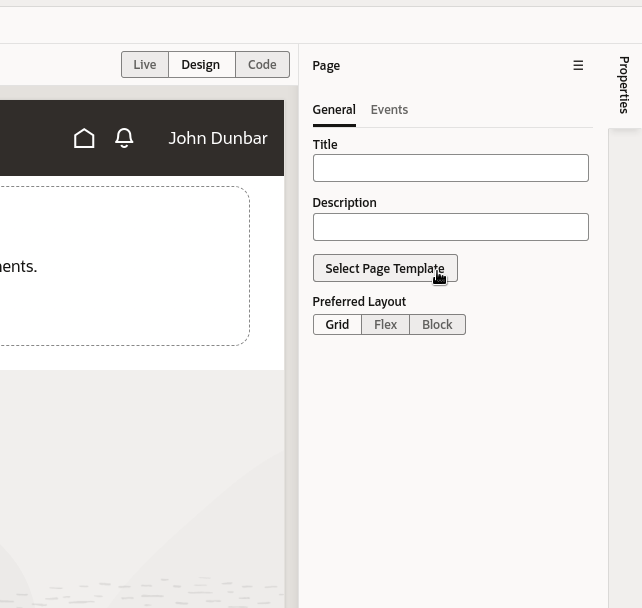 Live Design Code
Page
Properties
John Dunbar
General Events
Title
Description
Select Page Template
Preferred Layout
Grid Flex Block